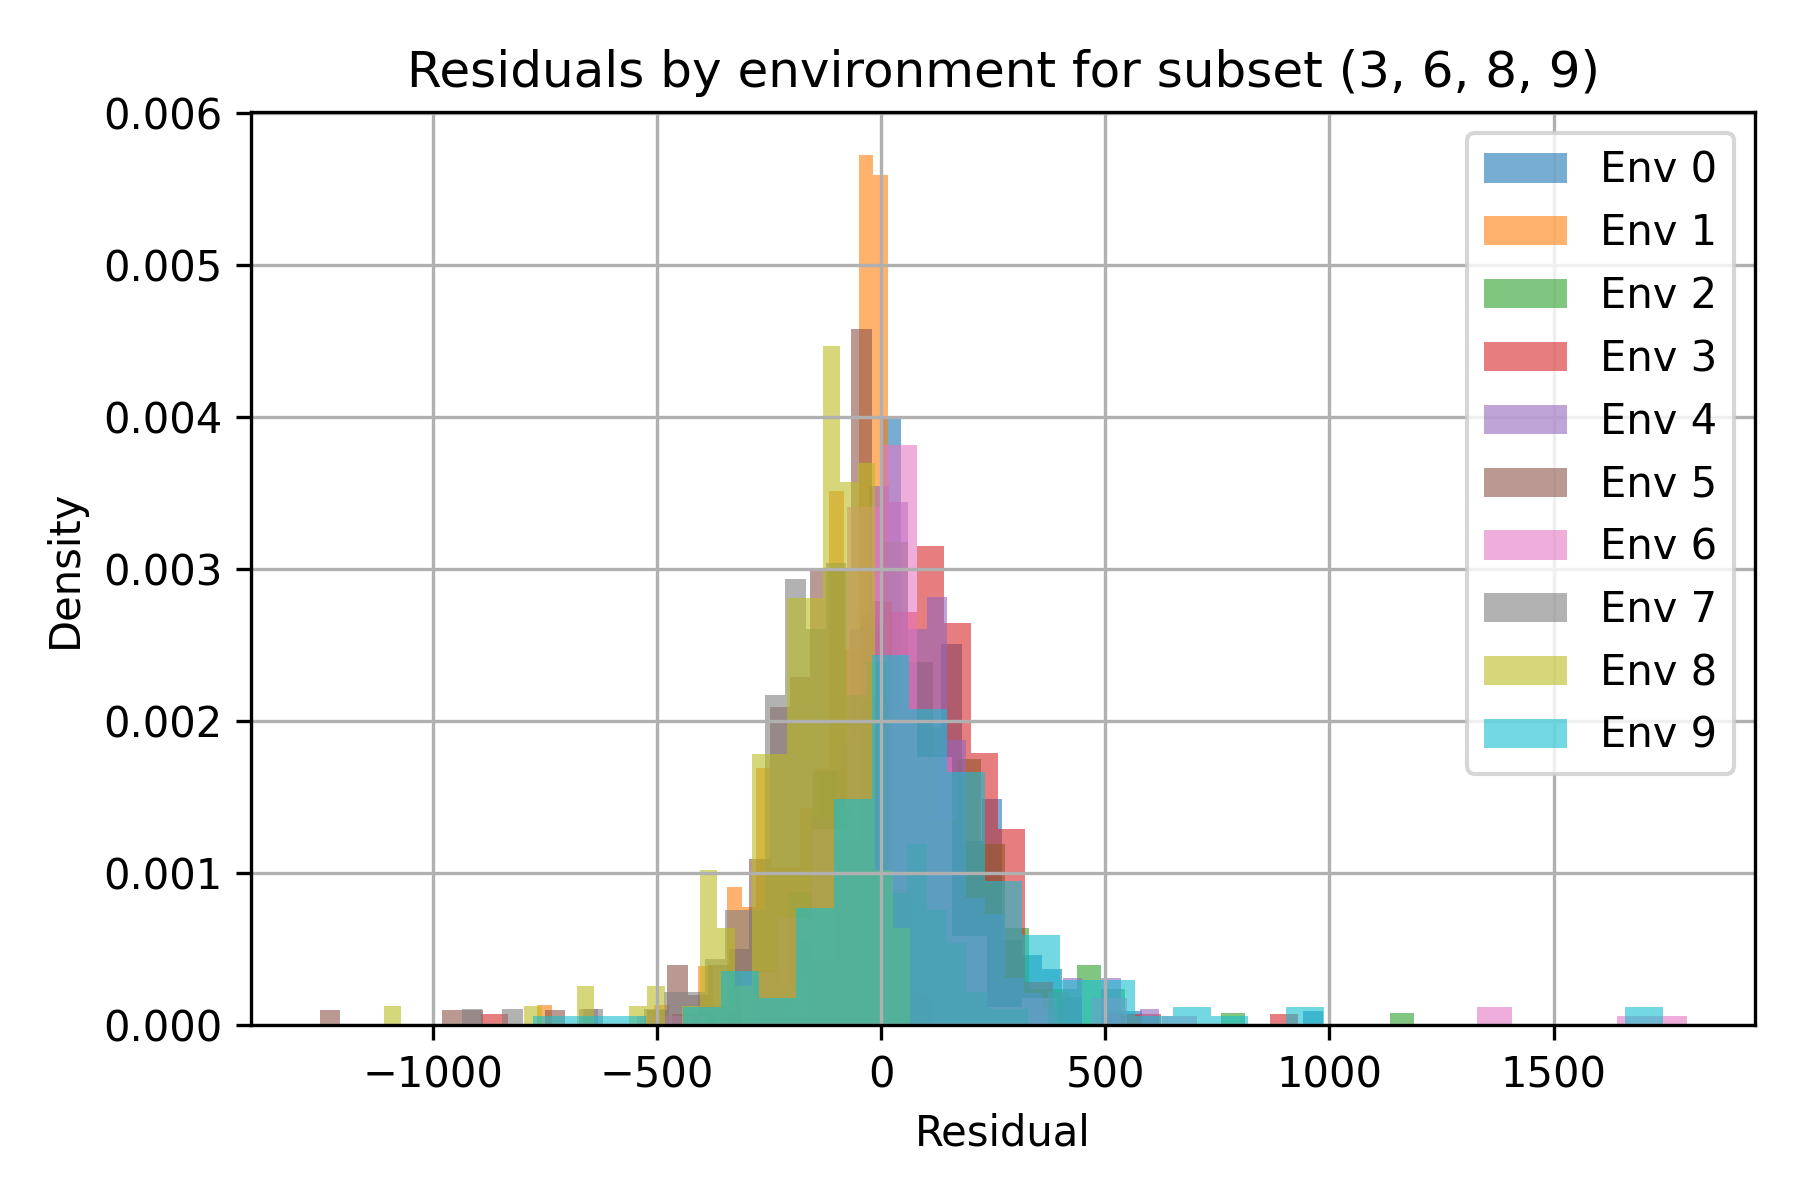 Residuals by environment for subset (3, 6, 8, 9)
0.006
0.005
0.004
0.003
0.002
0.001
0.000
Density
−1000
−500
0
500
1000
1500
Residual
Env 0
Env 1
Env 2
Env 3
Env 4
Env 5
Env 6
Env 7
Env 8
Env 9